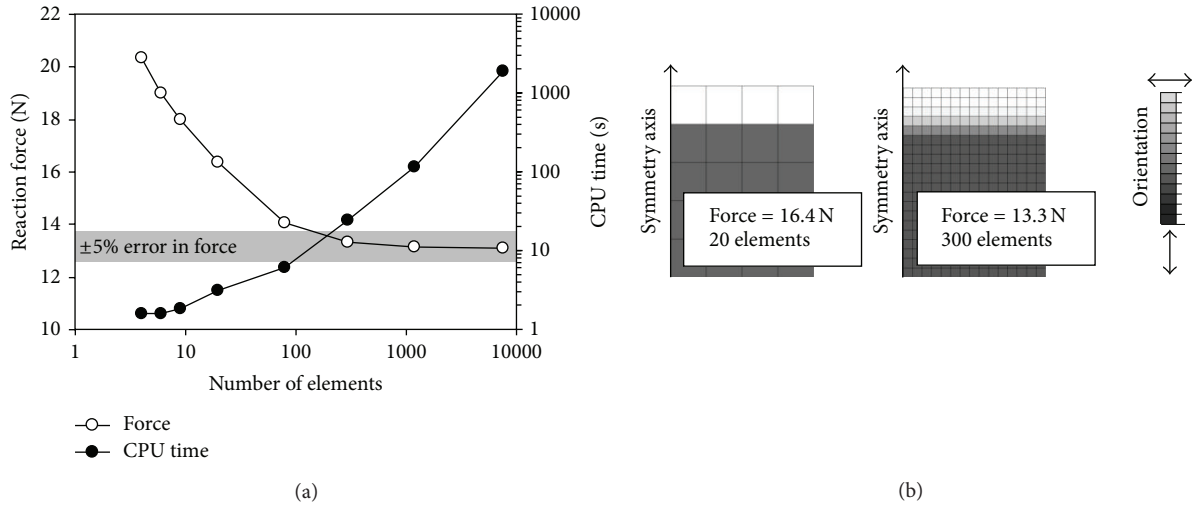 22
20
18
16
14
12
10
Reaction force (N)
10000
1000
100
10
1
CPU time (s)
±5% error in force
1
10
100
1000
10000
Number of elements
Force
CPU time
(a)
Symmetry axis
Force = 16.4 N
20 elements
Symmetry axis
Force = 13.3 N
300 elements
Orientation
(b)